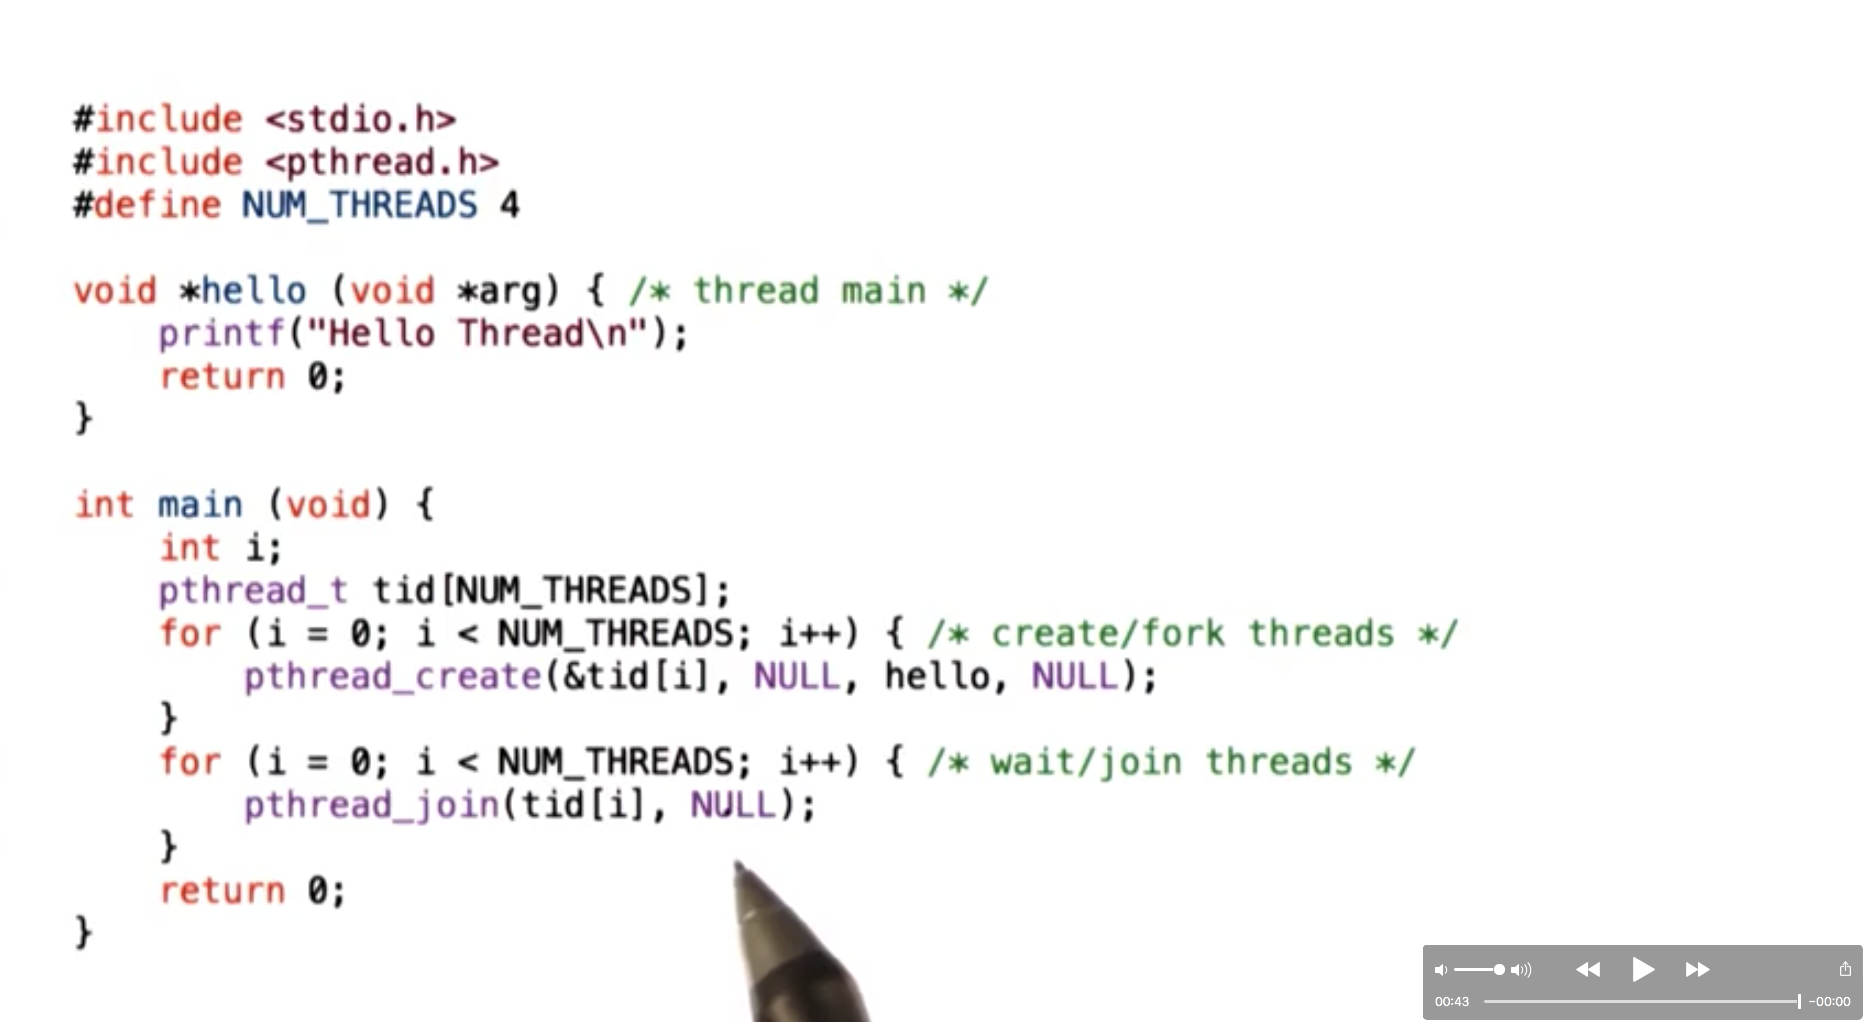 #include <stdio.h>
#include <pthread.h>
#define NUM_THREADS 4
void *hello (void *arg) { /* thread main */
    printf("Hello Thread\n");
    return 0;
}
int main (void) {
    int i;
    pthread_t tid[NUM_THREADS];
    for (i = 0; i < NUM_THREADS; i++) { /* create/fork threads */
        pthread_create(&tid[i], NULL, hello, NULL);
    }
    for (i = 0; i < NUM_THREADS; i++) { /* wait/join threads */
        pthread_join(tid[i], NULL);
    }
    return 0;
}
00:43
-00:00